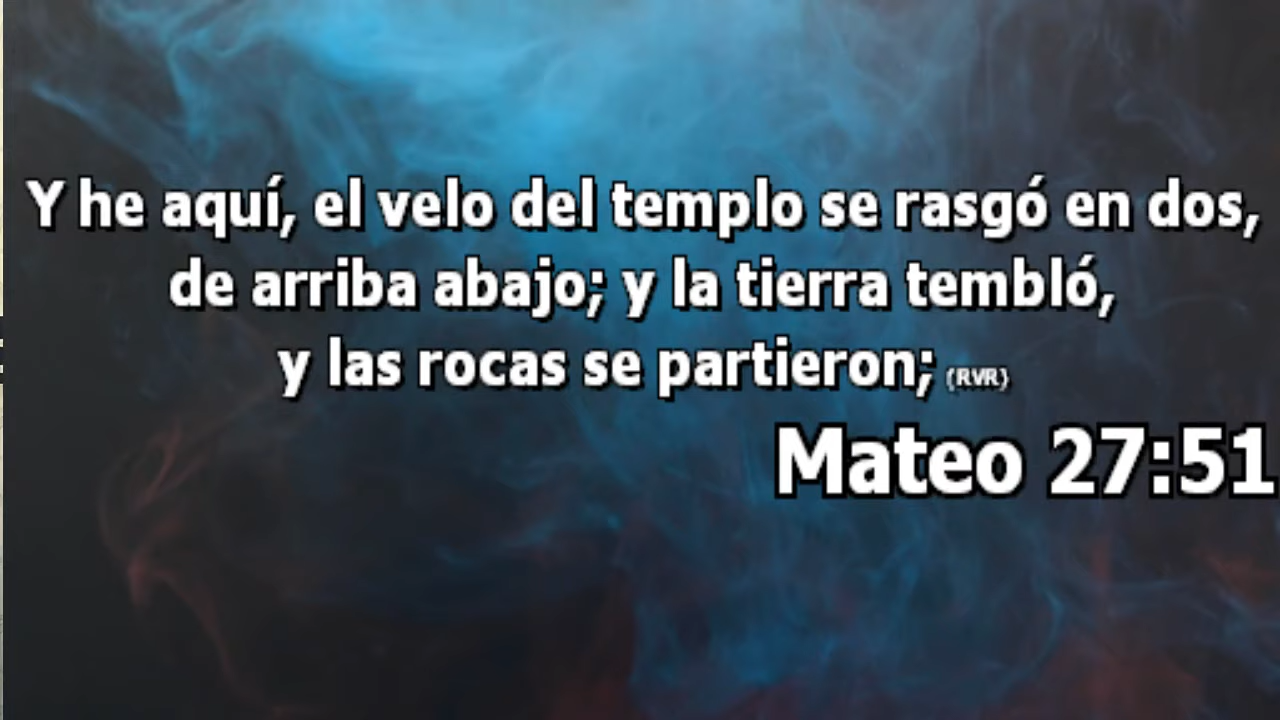 Y he aquí, el velo del templo se rasgó en dos,
de arriba abajo; y la tierra tembló,
y las rocas se partieron; {RVR}
Mateo 27:51